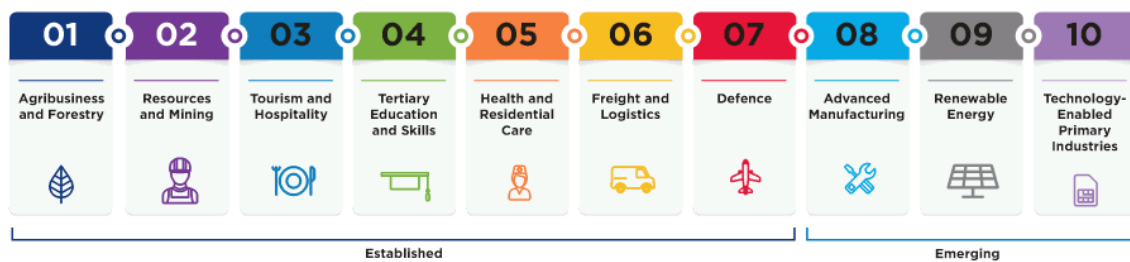 01
02
03
04
05
06
07
08
09
10
Agribusiness
and Forestry
Resources
and Mining
Tourism and
Hospitality
Tertiary
Education
and Skills
Health and
Residential
Care
Freight and
Logistics
Defence
Advanced
Manufacturing
Renewable
Energy
Technology-
Enabled
Primary
Industries
Established
Emerging